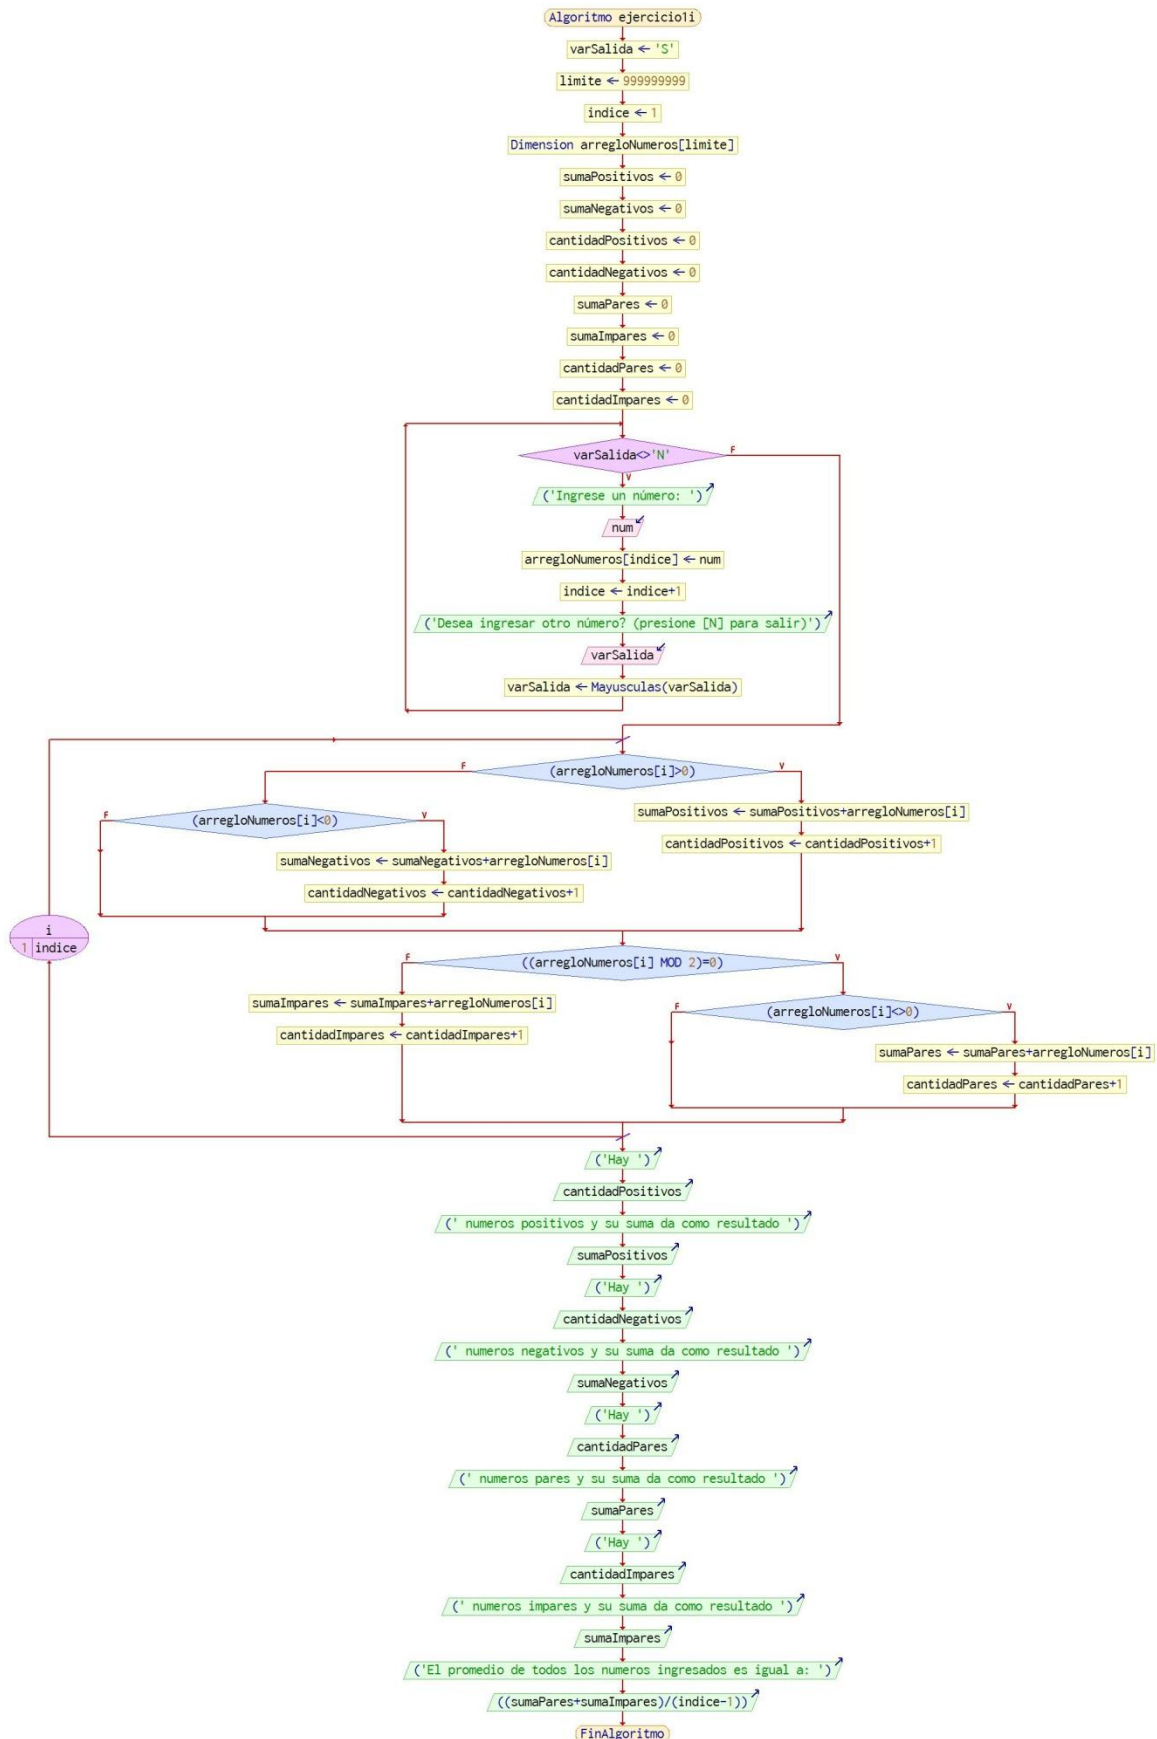 Algoritmo ejercicio1i
varSalida ← 'S'
limite ← 999999999
indice ← 1
Dimension arregloNumeros[limite]
sumaPositivos ← 0
sumaNegativos ← 0
cantidadPositivos ← 0
cantidadNegativos ← 0
sumaPares ← 0
sumaImpares ← 0
cantidadPares ← 0
cantidadImpares ← 0
varSalida<>'N'
F
V
('Ingrese un número: ')
num
arregloNumeros[indice] ← num
indice ← indice+1
('Desea ingresar otro número? (presione [N] para salir)')
varSalida
varSalida ← Mayusculas(varSalida)
i
1 indice
(arregloNumeros[i]>0)
F
V
(arregloNumeros[i]<0)
F
V
sumaNegativos ← sumaNegativos+arregloNumeros[i]
cantidadNegativos ← cantidadNegativos+1
sumaPositivos ← sumaPositivos+arregloNumeros[i]
cantidadPositivos ← cantidadPositivos+1
((arregloNumeros[i] MOD 2)=0)
F
V
sumaImpares ← sumaImpares+arregloNumeros[i]
cantidadImpares ← cantidadImpares+1
(arregloNumeros[i]<>0)
F
V
sumaPares ← sumaPares+arregloNumeros[i]
cantidadPares ← cantidadPares+1
('Hay ')
cantidadPositivos
(' numeros positivos y su suma da como resultado ')
sumaPositivos
('Hay ')
cantidadNegativos
(' numeros negativos y su suma da como resultado ')
sumaNegativos
('Hay ')
cantidadPares
(' numeros pares y su suma da como resultado ')
sumaPares
('Hay ')
cantidadImpares
(' numeros impares y su suma da como resultado ')
sumaImpares
('El promedio de todos los numeros ingresados es igual a: ')
((sumaPares+sumaImpares)/(indice-1))
FinAlgoritmo